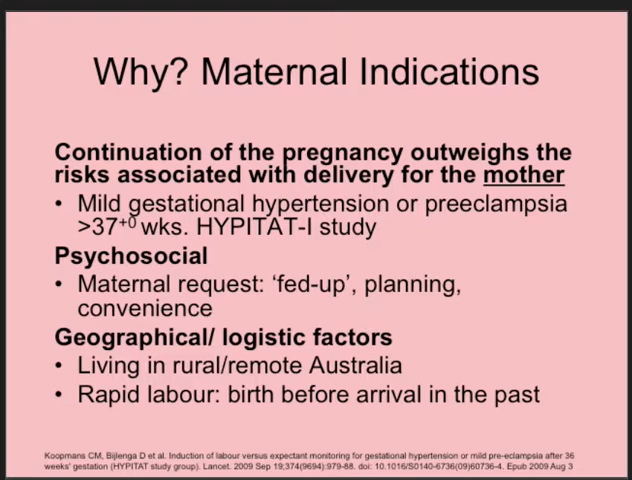 Why? Maternal Indications
Continuation of the pregnancy outweighs the
risks associated with delivery for the mother
• Mild gestational hypertension or preeclampsia
>37⁺⁰ wks. HYPITAT-I study
Psychosocial
• Maternal request: ‘fed-up’, planning,
convenience
Geographical/ logistic factors
• Living in rural/remote Australia
• Rapid labour: birth before arrival in the past
Koopmans CM, Bijlenga D et al. Induction of labour versus expectant monitoring for gestational hypertension or mild pre-eclampsia after 36
weeks' gestation (HYPITAT study group). Lancet. 2009 Sep 19;374(9694):979-88. doi: 10.1016/S0140-6736(09)60736-4. Epub 2009 Aug 3